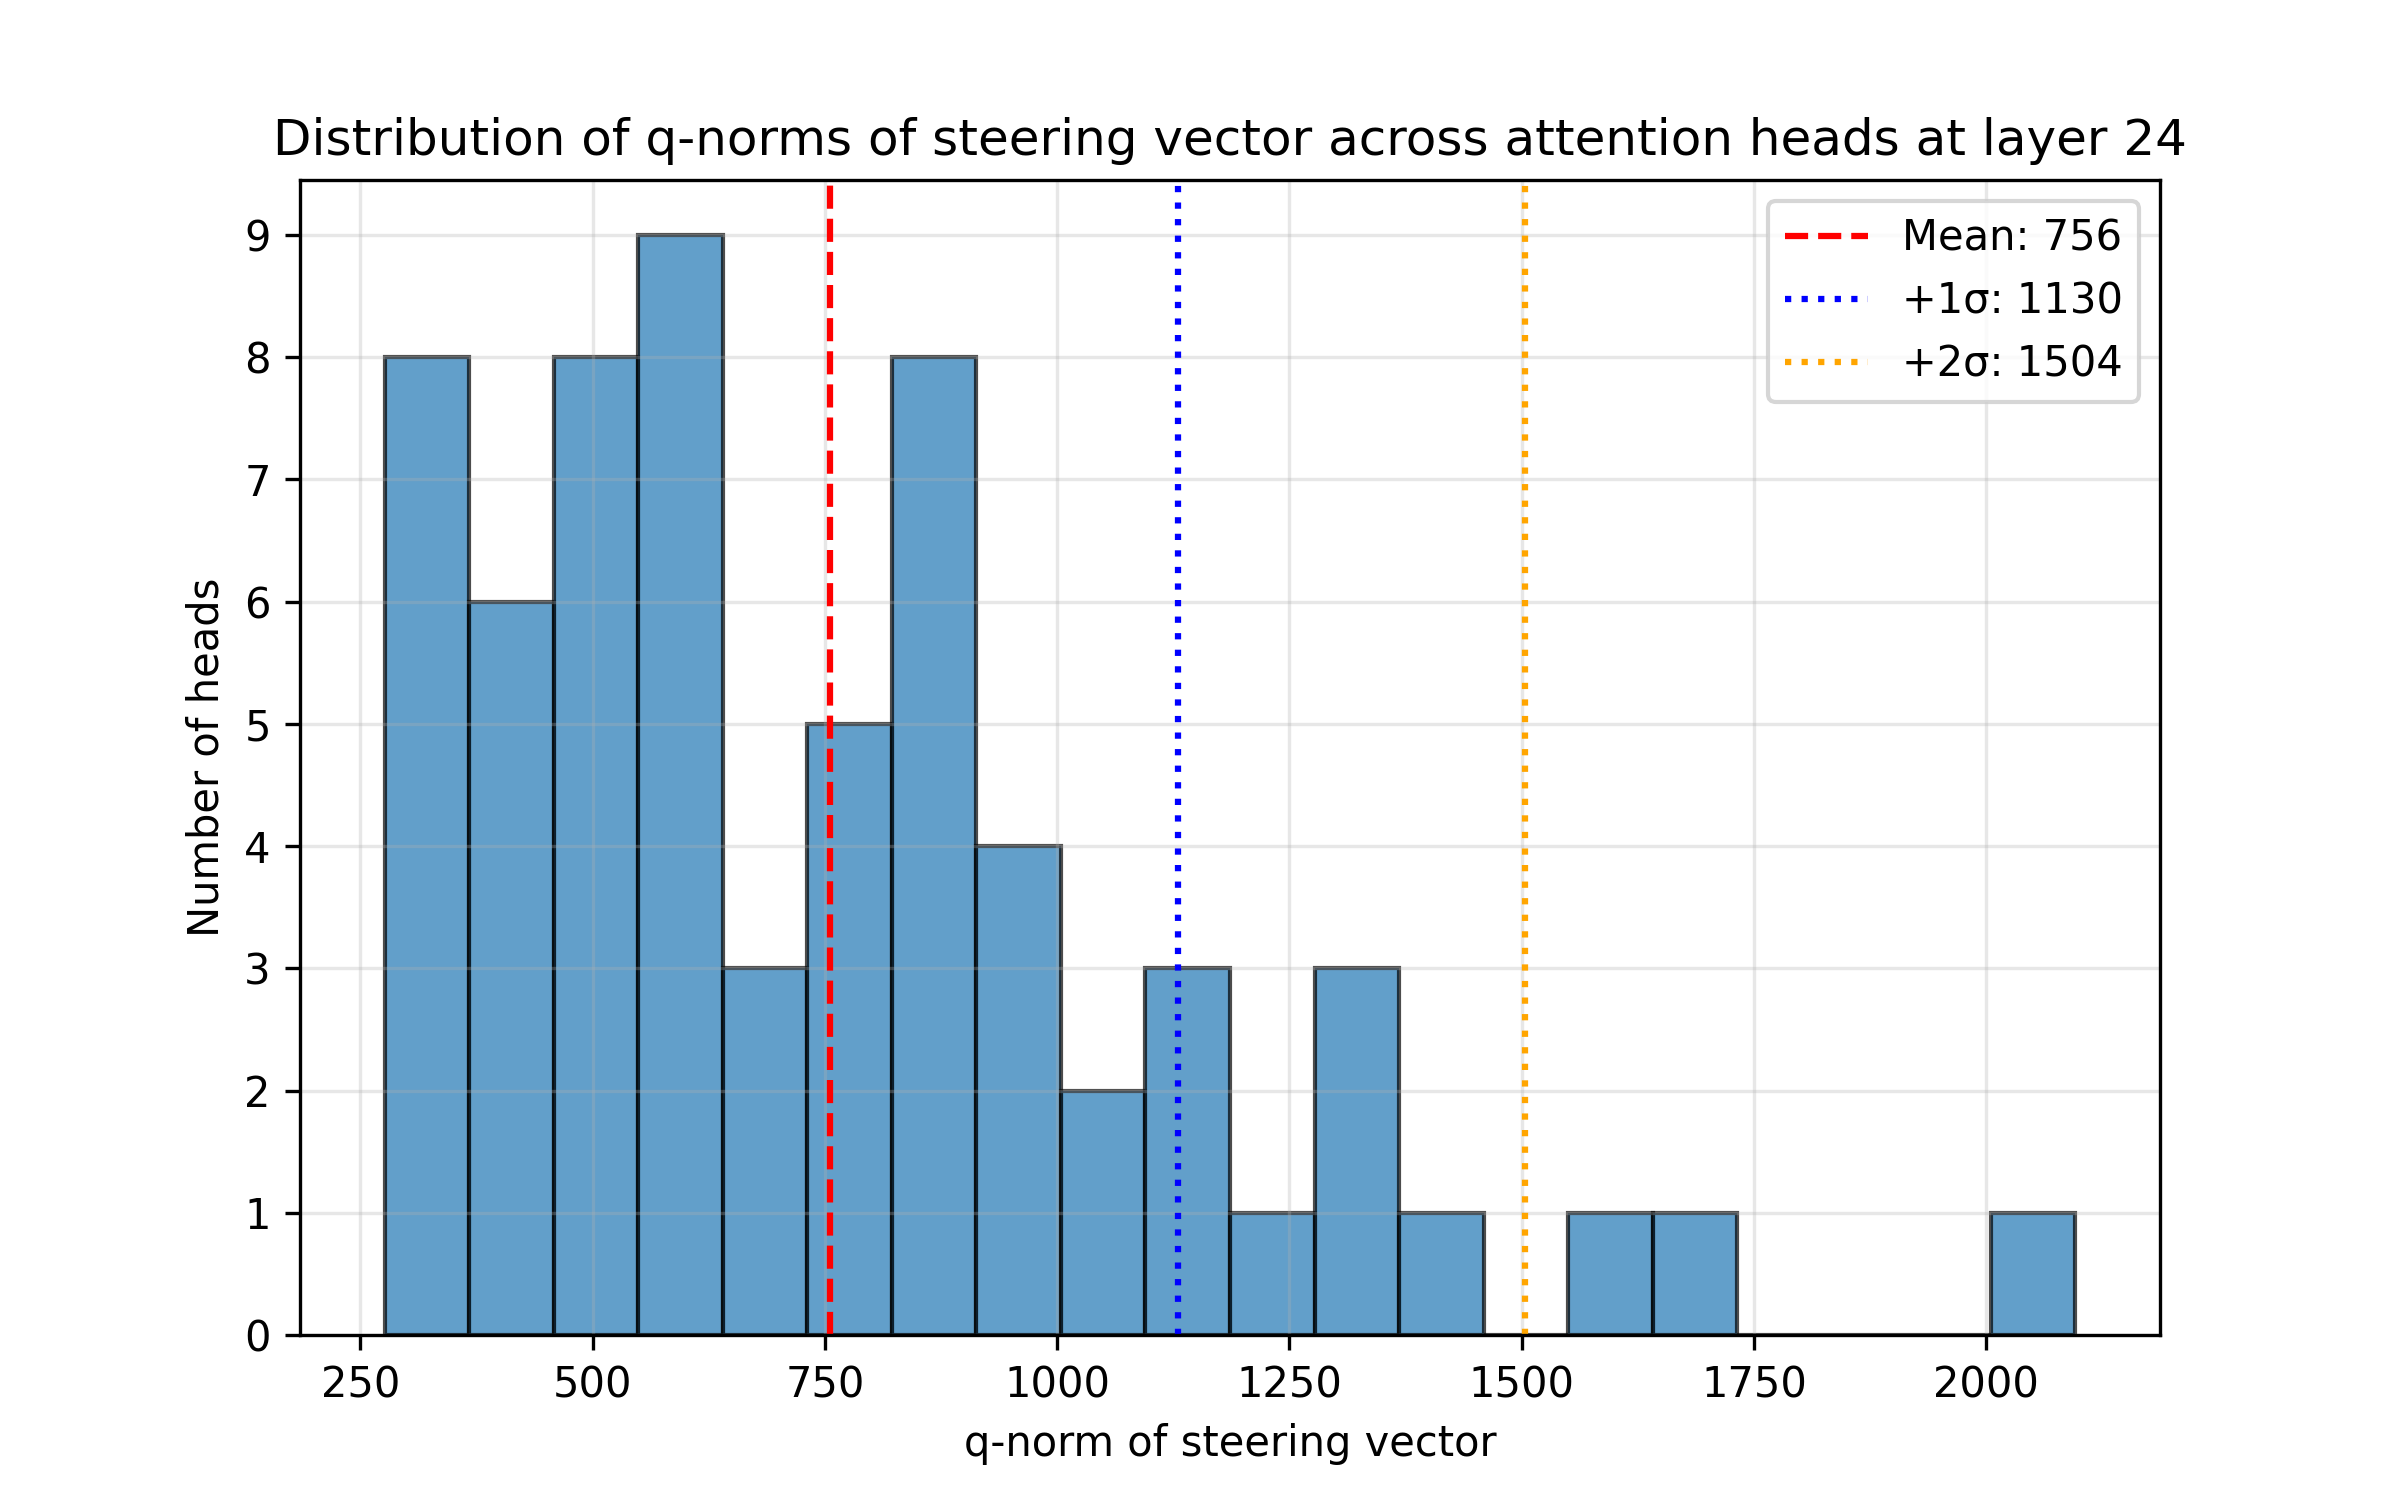 Distribution of q-norms of steering vector across attention heads at layer 24
Mean: 756
+1σ: 1130
+2σ: 1504
Number of heads
9
8
7
6
5
4
3
2
1
0
250 500 750 1000 1250 1500 1750 2000
q-norm of steering vector